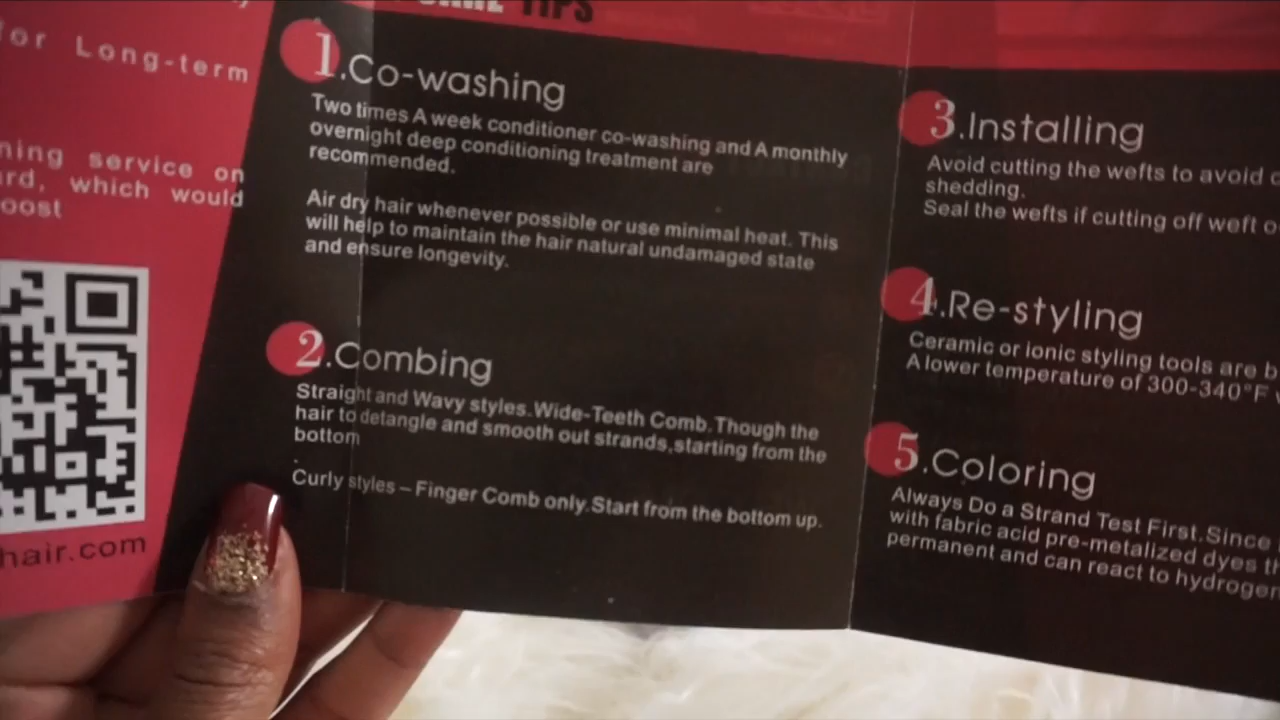 for Long-term
service on
which would
hair.com
TIPS
1.Co-washing
Two times A week conditioner co-washing and A monthly
overnight deep conditioning treatment are
recommended.
Air dry hair whenever possible or use minimal heat. This
will help to maintain the hair natural undamaged state
and ensure longevity.
2.Combing
Straight and Wavy styles.Wide-Teeth Comb.Though the
hair to detangle and smooth out strands,starting from the
bottom
.
Curly styles – Finger Comb only.Start from the bottom up.
3.Installing
Avoid cutting the wefts to avoid
shedding.
Seal the wefts if cutting off weft
4.Re-styling
Ceramic or ionic styling tools are
A lower temperature of 300-340°F
5.Coloring
Always Do a Strand Test First.Since
with fabric acid pre-metalized dyes
permanent and can react to hydrogen